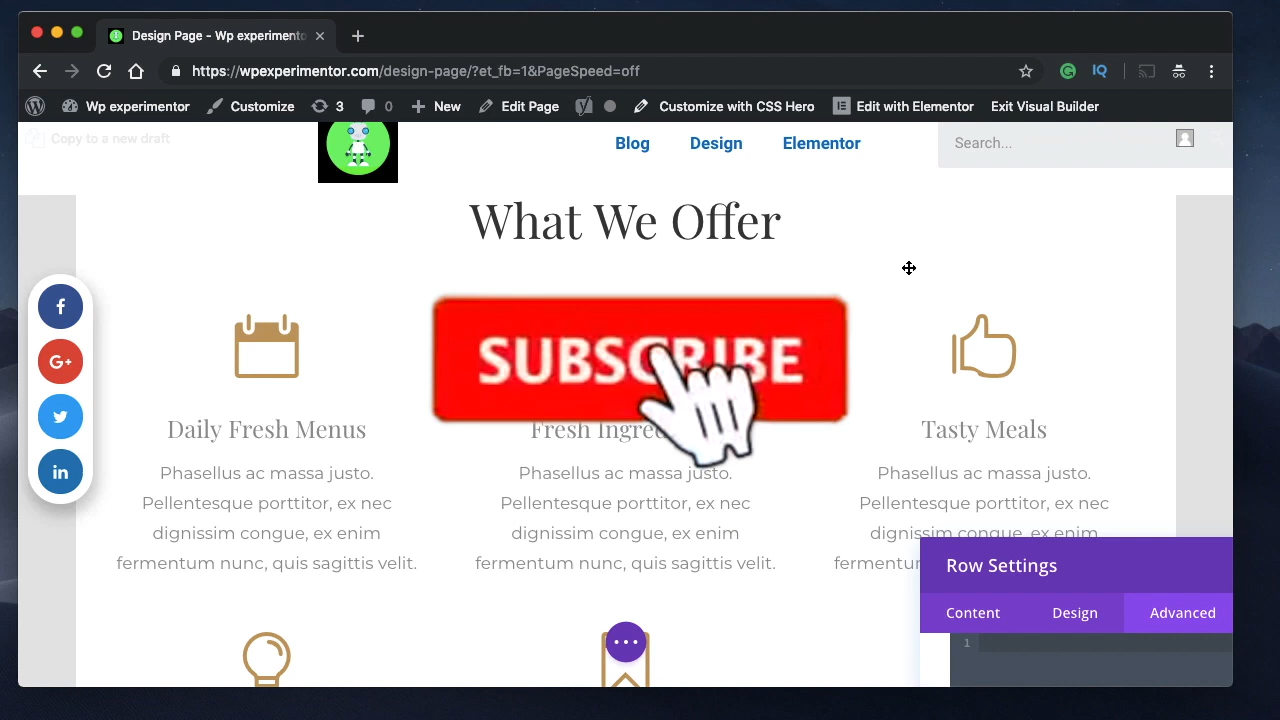 Design Page - Wp experimento
https://wpexperimentor.com/design-page/?et_fb=1&PageSpeed=off
Wp experimentor Customize 3 0 New Edit Page Customize with CSS Hero Edit with Elementor Exit Visual Builder
Copy to a new draft
Blog Design Elementor Search...
What We Offer
SUBSCRIBE
Daily Fresh Menus Fresh Tasty Meals
Phasellus ac massa justo. Phasellus ac massa justo. Phasellus ac massa justo.
Pellentesque porttitor, ex nec Pellentesque porttitor, ex nec Pellentesque porttitor, ex nec
dignissim congue, ex enim dignissim congue, ex enim dignissim congue, ex enim
fermentum nunc, quis sagittis velit. fermentum nunc, quis sagittis velit.
Row Settings
Content Design Advanced
1